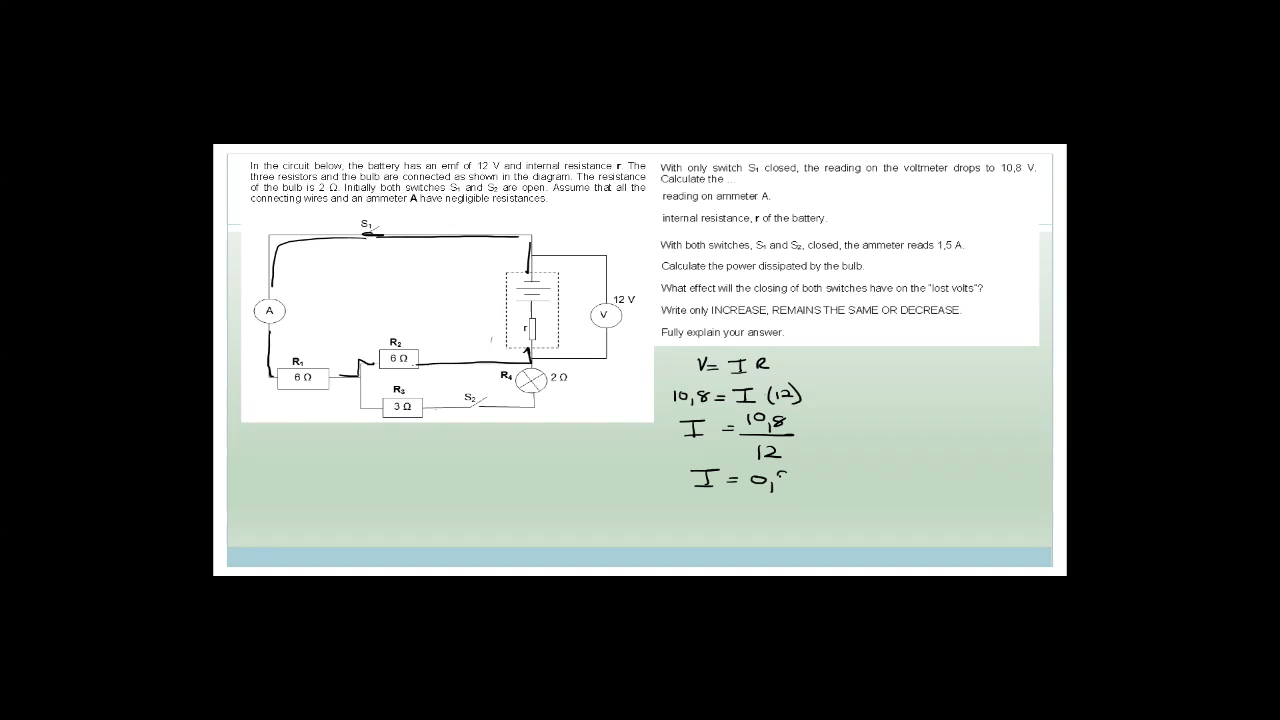 In the circuit below, the battery has an emf of 12 V and internal resistance r. The
three resistors and the bulb are connected as shown in the diagram. The resistance
of the bulb is 2 Ω. Initially both switches S₁ and S₂ are open. Assume that all the
connecting wires and an ammeter A have negligible resistances.
S₁
A
12 V
V
r
R₂
6 Ω
R₁
6 Ω
R₄
2 Ω
R₃
3 Ω
S₂
With only switch S₁ closed, the reading on the voltmeter drops to 10,8 V.
Calculate the ...
reading on ammeter A.
internal resistance, r of the battery.
With both switches, S₁ and S₂, closed, the ammeter reads 1,5 A.
Calculate the power dissipated by the bulb.
What effect will the closing of both switches have on the "lost volts"?
Write only INCREASE, REMAINS THE SAME OR DECREASE.
Fully explain your answer.
V = I R
10,8 = I (12)
I = 10,8
12
I = 0,